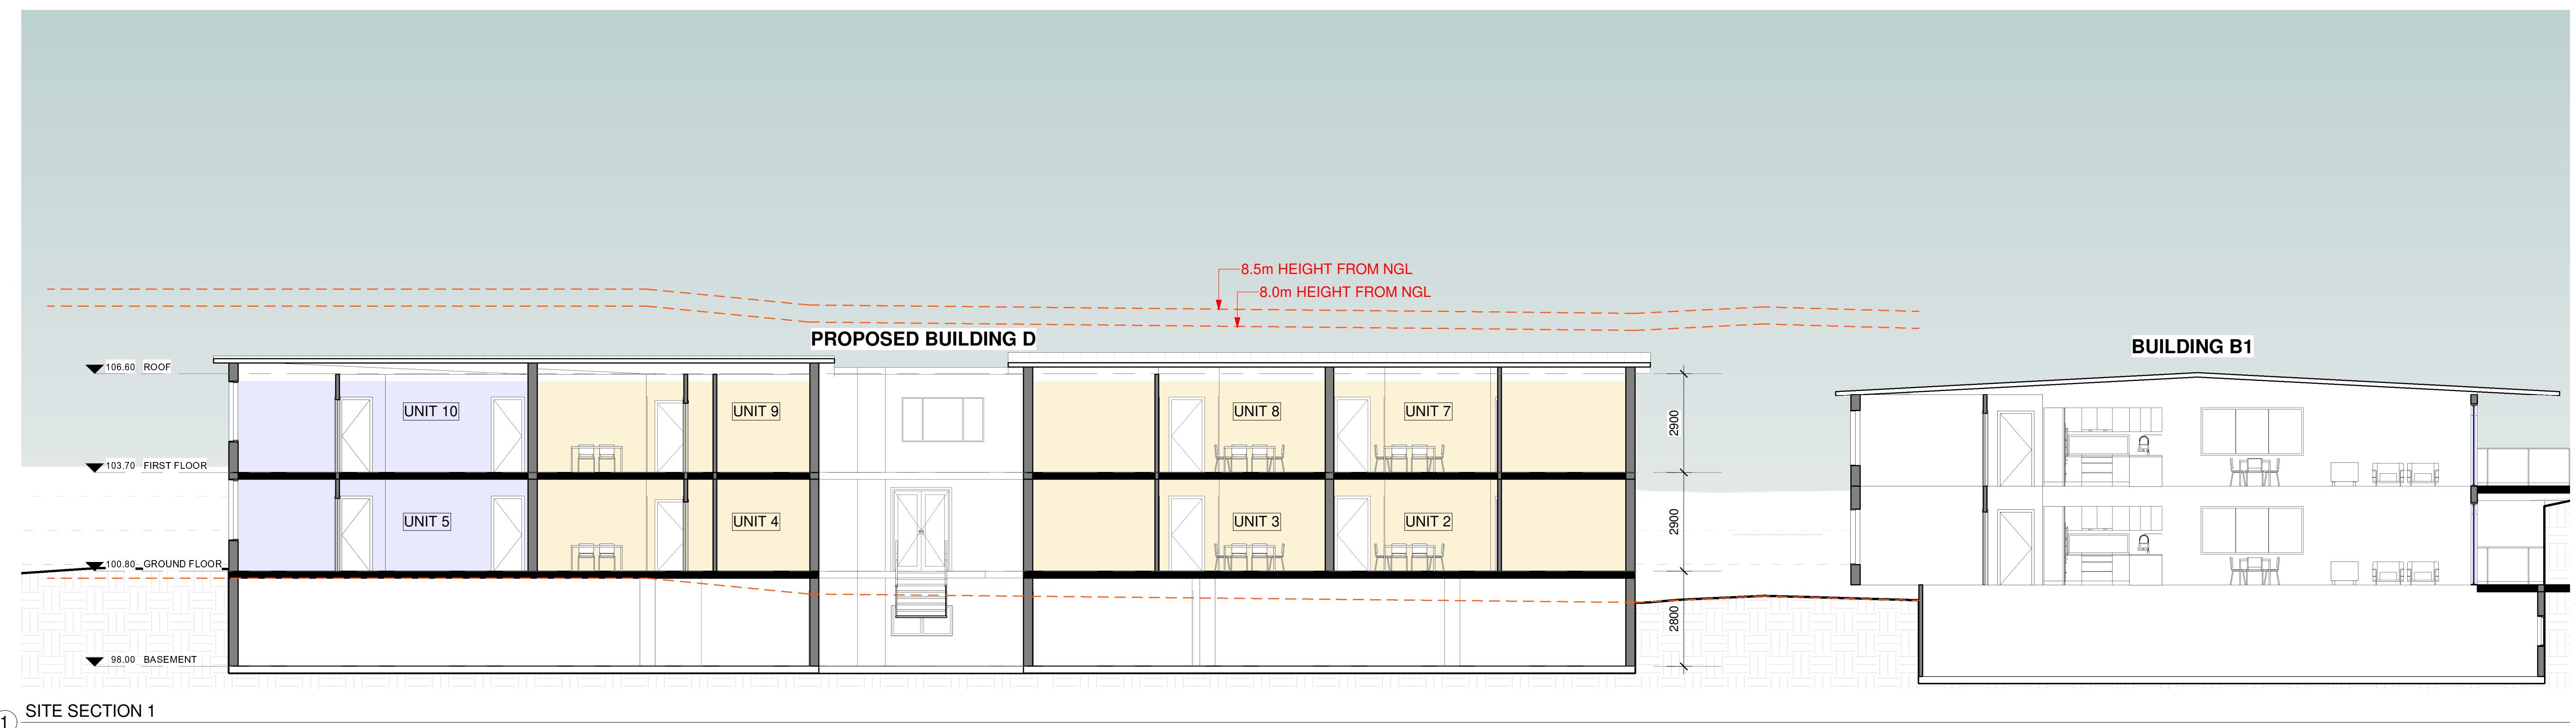 8.5m HEIGHT FROM NGL
8.0m HEIGHT FROM NGL
PROPOSED BUILDING D
BUILDING B1
106.60 ROOF
UNIT 10
UNIT 9
UNIT 8
UNIT 7
2900
103.70 FIRST FLOOR
UNIT 5
UNIT 4
UNIT 3
UNIT 2
2900
100.80 GROUND FLOOR
2800
98.00 BASEMENT
1 SITE SECTION 1